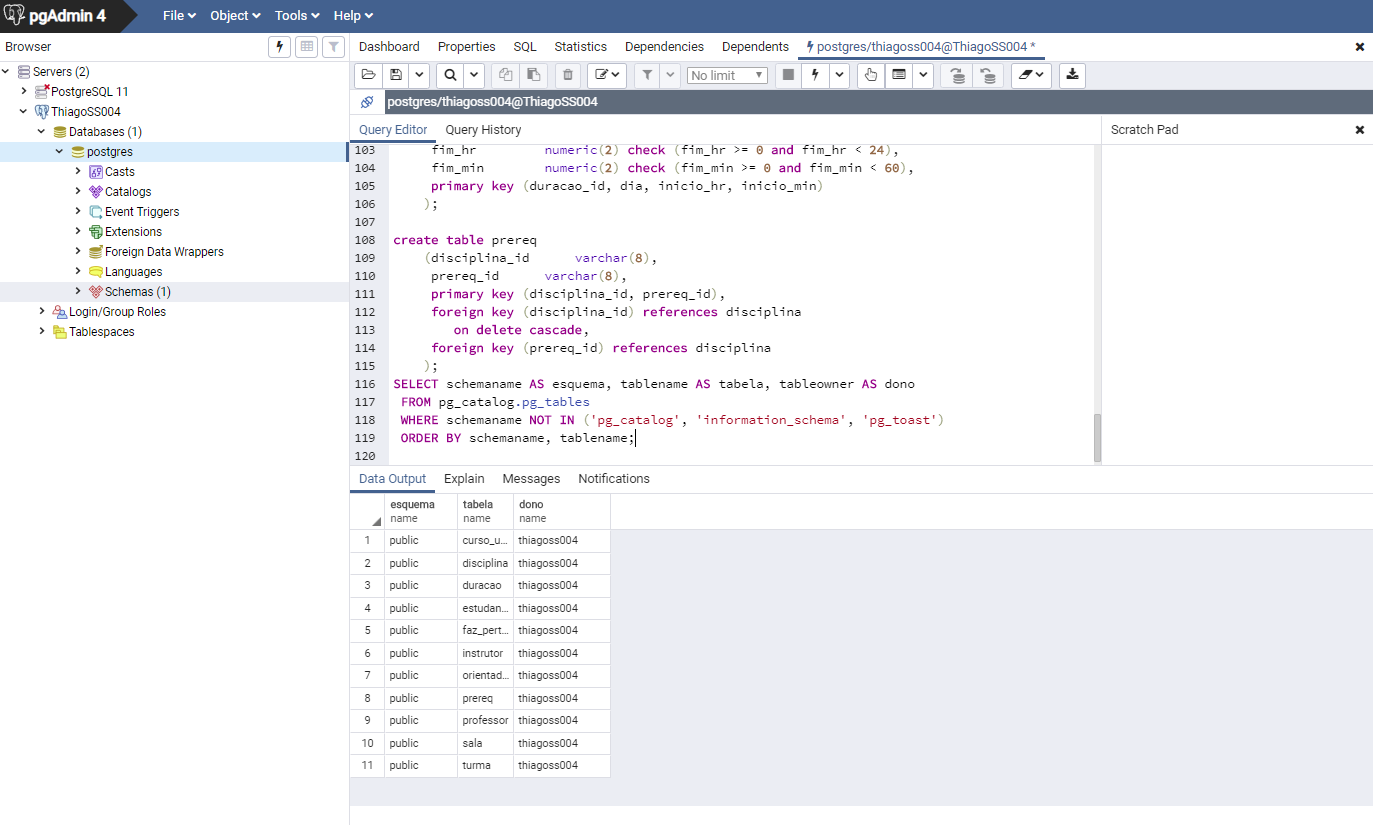 pgAdmin 4
File Object Tools Help
Browser
Dashboard Properties SQL Statistics Dependencies Dependents postgres/thiagoss004@ThiagoSS004 *
Servers (2)
PostgreSQL 11
ThiagoSS004
Databases (1)
postgres
Casts
Catalogs
Event Triggers
Extensions
Foreign Data Wrappers
Languages
Schemas (1)
Login/Group Roles
Tablespaces
No limit
postgres/thiagoss004@ThiagoSS004
Query Editor Query History
Scratch Pad
103 fim_hr numeric(2) check (fim_hr >= 0 and fim_hr < 24),
104 fim_min numeric(2) check (fim_min >= 0 and fim_min < 60),
105 primary key (duracao_id, dia, inicio_hr, inicio_min)
106 );
107
108 create table prereq
109 (disciplina_id varchar(8),
110 prereq_id varchar(8),
111 primary key (disciplina_id, prereq_id),
112 foreign key (disciplina_id) references disciplina
113 on delete cascade,
114 foreign key (prereq_id) references disciplina
115 );
116 SELECT schemaname AS esquema, tablename AS tabela, tableowner AS dono
117 FROM pg_catalog.pg_tables
118 WHERE schemaname NOT IN ('pg_catalog', 'information_schema', 'pg_toast')
119 ORDER BY schemaname, tablename;
120
Data Output Explain Messages Notifications
esquema tabela dono
name name name
1 public curso_u... thiagoss004
2 public disciplina thiagoss004
3 public duracao thiagoss004
4 public estudan... thiagoss004
5 public faz_pert... thiagoss004
6 public instrutor thiagoss004
7 public orientad... thiagoss004
8 public prereq thiagoss004
9 public professor thiagoss004
10 public sala thiagoss004
11 public turma thiagoss004